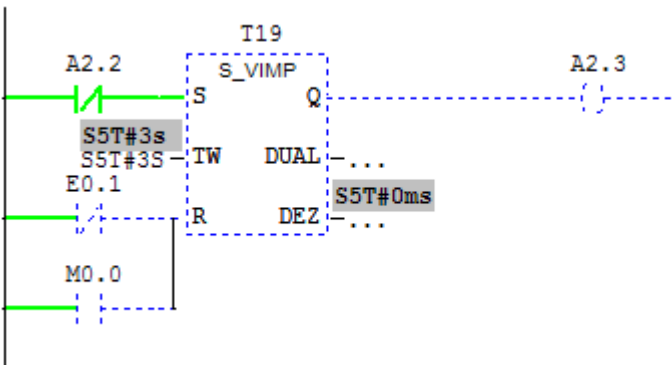 T19
A2.2
S_VIMP
A2.3
S
Q
S5T#3s
S5T#3S
TW
DUAL
...
E0.1
S5T#0ms
R
DEZ
...
M0.0